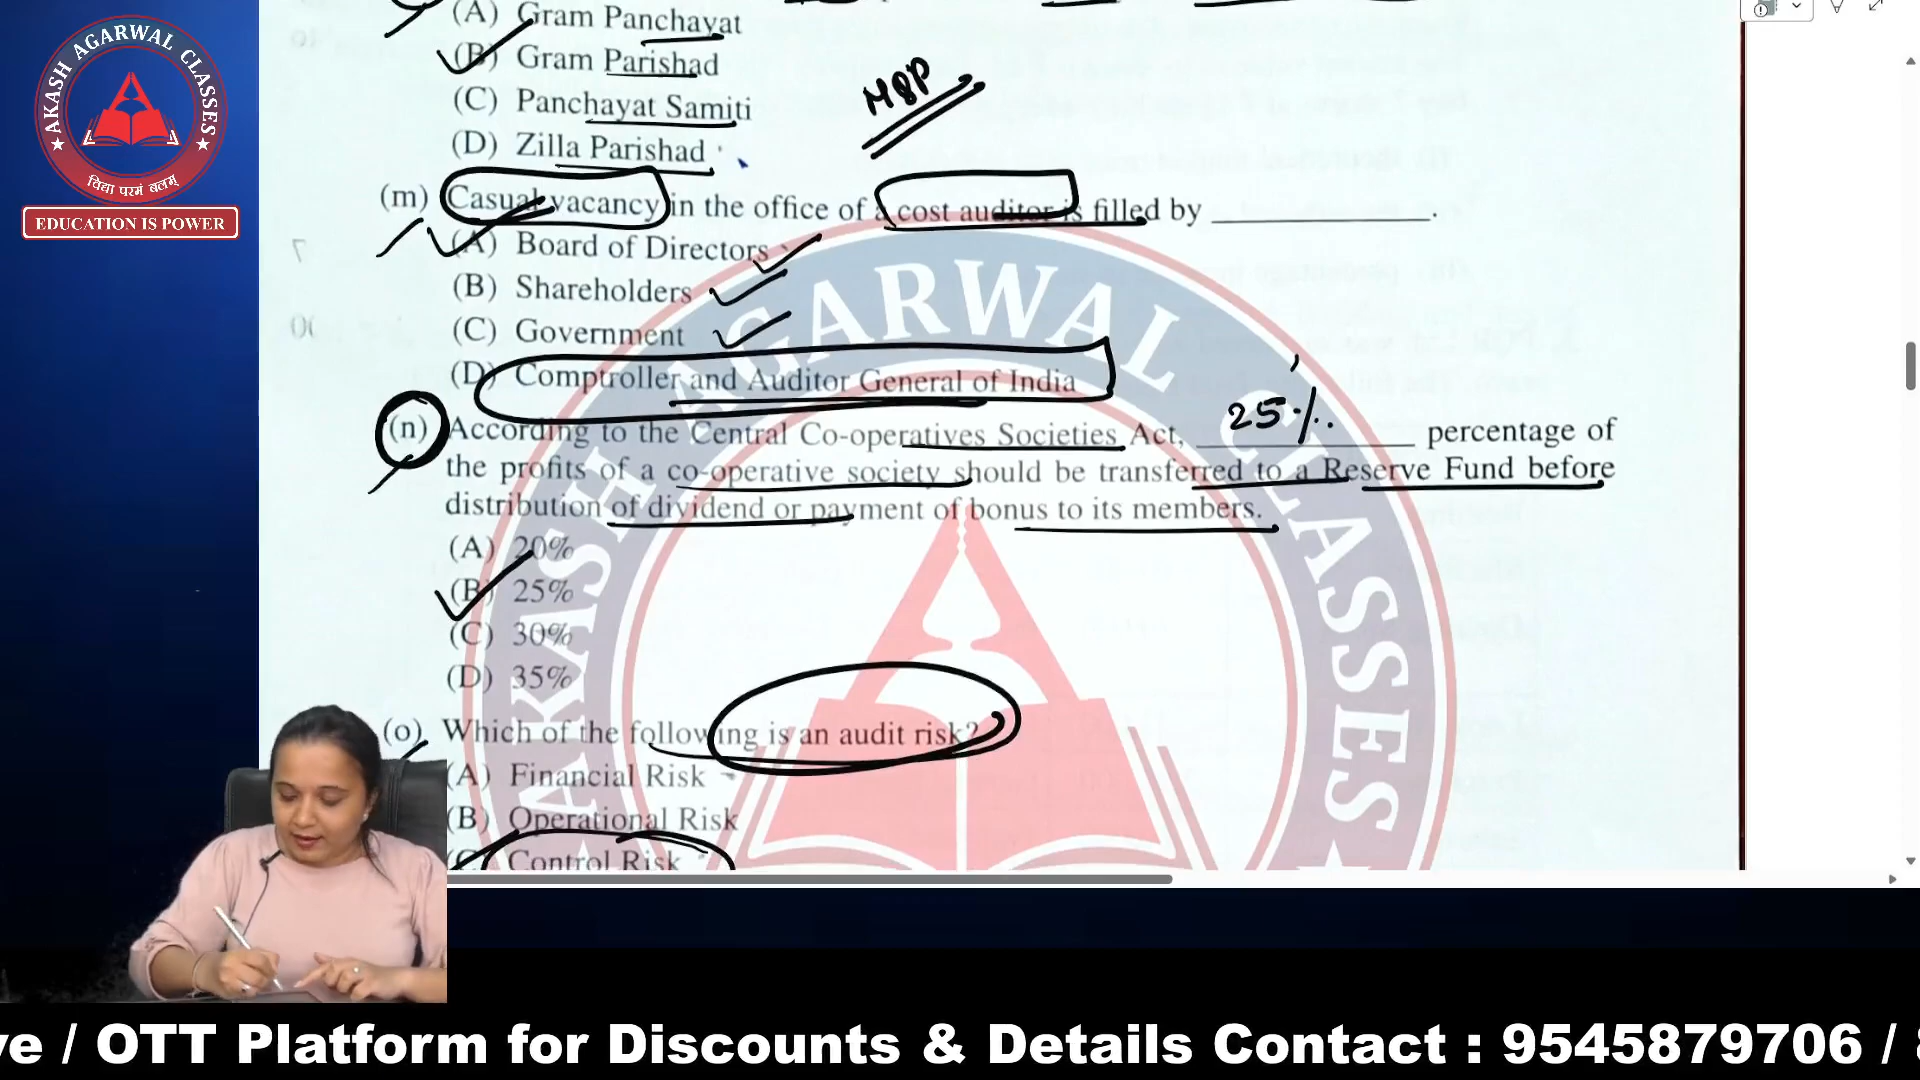 AKASH AGARWAL CLASSES
विद्या परमं बलम्
EDUCATION IS POWER
(A) Gram Panchayat
(B) Gram Parishad
(C) Panchayat Samiti
(D) Zilla Parishad
(m) Casual vacancy in the office of a cost auditor is filled by ____________.
(A) Board of Directors
(B) Shareholders
(C) Government
(D) Comptroller and Auditor General of India
25%
(n) According to the Central Co-operatives Societies Act, ____________ percentage of
the profits of a co-operative society should be transferred to a Reserve Fund before
distribution of dividend or payment of bonus to its members.
(A) 20%
(B) 25%
(C) 30%
(D) 35%
(o) Which of the following is an audit risk?
(A) Financial Risk
(B) Operational Risk
(C) Control Risk
AKASH AGARWAL CLASSES
ve / OTT Platform for Discounts & Details Contact : 9545879706 /